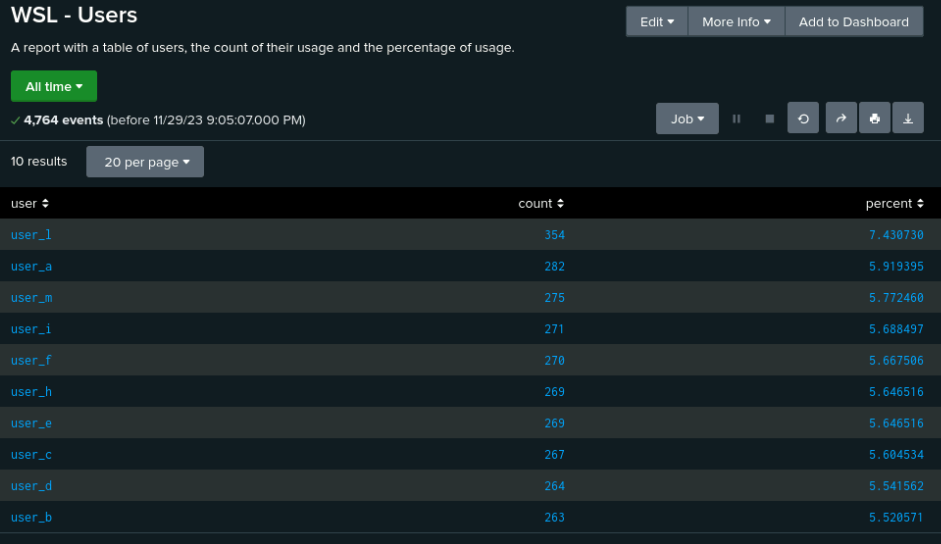 WSL - Users
Edit More Info Add to Dashboard
A report with a table of users, the count of their usage and the percentage of usage.
All time
4,764 events (before 11/29/23 9:05:07.000 PM)
Job
10 results 20 per page
user count percent
user_l 354 7.430730
user_a 282 5.919395
user_m 275 5.772460
user_i 271 5.688497
user_f 270 5.667506
user_h 269 5.646516
user_e 269 5.646516
user_c 267 5.604534
user_d 264 5.541562
user_b 263 5.520571